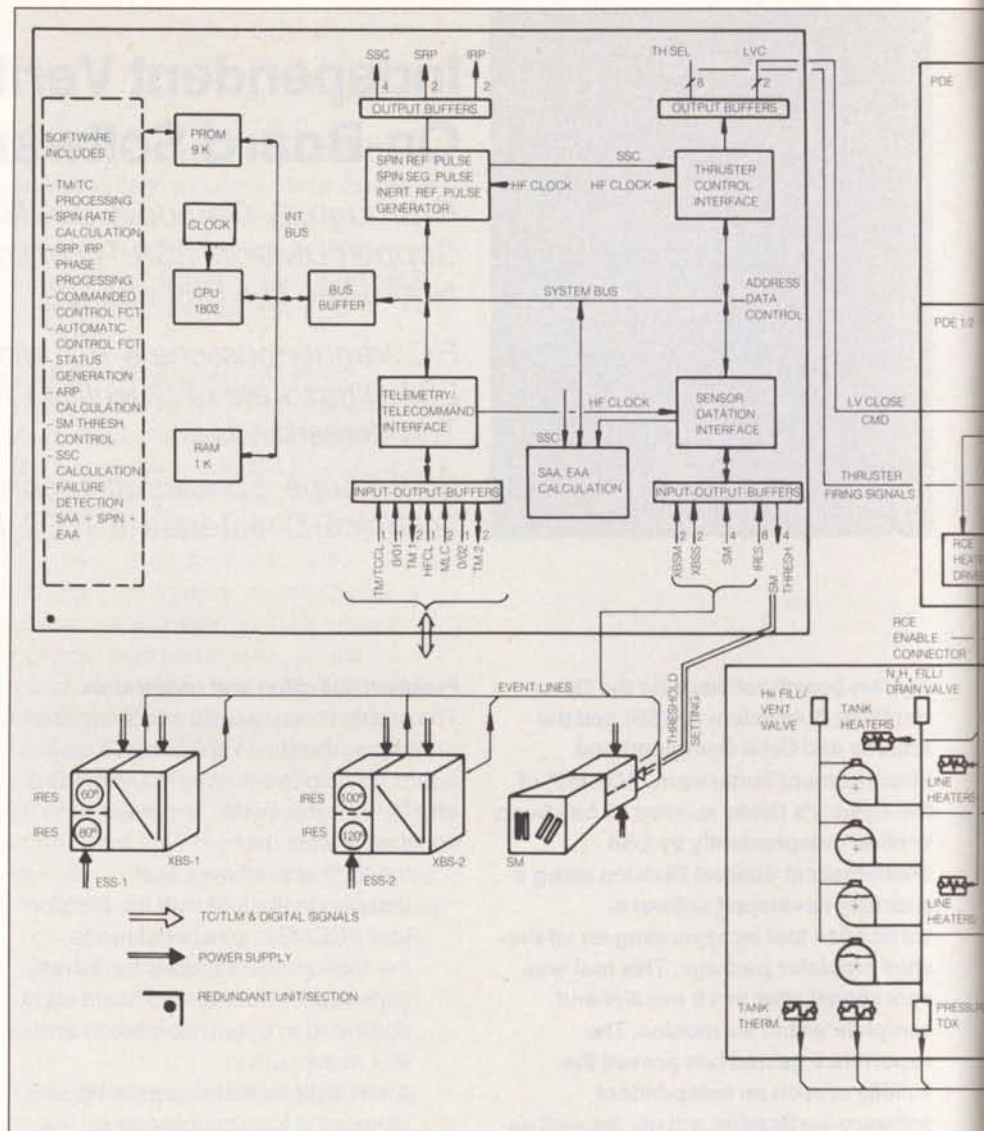 SSC SRP IRP
4 2 2
OUTPUT BUFFERS
TH SEL LVC
8 2
OUTPUT BUFFERS
SOFTWARE
INCLUDES
- TM/TC
PROCESSING
- SPIN RATE
CALCULATION
- SRP, IRP
PHASE
PROCESSING
- COMMANDED
CONTROL FCT
- AUTOMATIC
CONTROL FCT
- STATUS
GENERATION
- ARP
CALCULATION
- SM THRESH
CONTROL
- SSC
CALCULATION
- FAILURE
DETECTION
- SAA + SPIN +
EAA
PROM
9 K
CLOCK
CPU
1802
RAM
1 K
INT.
BUS
BUS
BUFFER
SPIN REF PULSE
SPIN SEG. PULSE
INERT. REF. PULSE
GENERATOR
SSC
HF CLOCK HF CLOCK
THRUSTER
CONTROL
INTERFACE
SYSTEM BUS
ADDRESS
DATA
CONTROL
TELEMETRY/
TELECOMMAND
INTERFACE
HF CLOCK
SENSOR
DATATION
INTERFACE
SSC
SAA, EAA
CALCULATION
INPUT-OUTPUT-BUFFERS
INPUT-OUTPUT-BUFFERS
TM/TCCL 1
0/01 1
TM.1 2
HFCL 1
MLC 2
0/02 1
TM.2 2
XBSM 2
XBSS 2
SM 4
IRES 8
SM THRESH. 4
PDE
PDE 1/2
LV CLOSE
CMD
THRUSTER
FIRING SIGNALS
RCE
ENABLE
CONNECTOR
N2H4 FILL/
DRAIN VALVE
He FILL/
VENT
VALVE
TANK
HEATERS
LINE
HEATERS
LINE
HEATERS
TANK
THERM.
EVENT LINES
THRESHOLD
SETTING
IRES 60°
IRES 80°
XBS-1
ESS-1
IRES 100°
IRES 120°
XBS-2
ESS-2
SM
TC/TLM & DIGITAL SIGNALS
POWER SUPPLY
REDUNDANT UNIT/SECTION